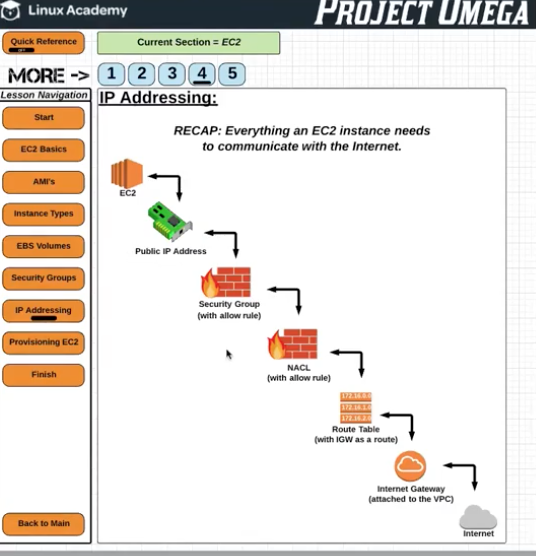 Linux Academy
PROJECT OMEGA
Quick Reference
Current Section = EC2
MORE -> 1 2 3 4 5
Lesson Navigation
IP Addressing:
Start
EC2 Basics
AMI's
Instance Types
EBS Volumes
Security Groups
IP Addressing
Provisioning EC2
Finish
Back to Main
RECAP: Everything an EC2 instance needs
to communicate with the Internet.
EC2
Public IP Address
Security Group
(with allow rule)
NACL
(with allow rule)
Route Table
(with IGW as a route)
Internet Gateway
(attached to the VPC)
Internet